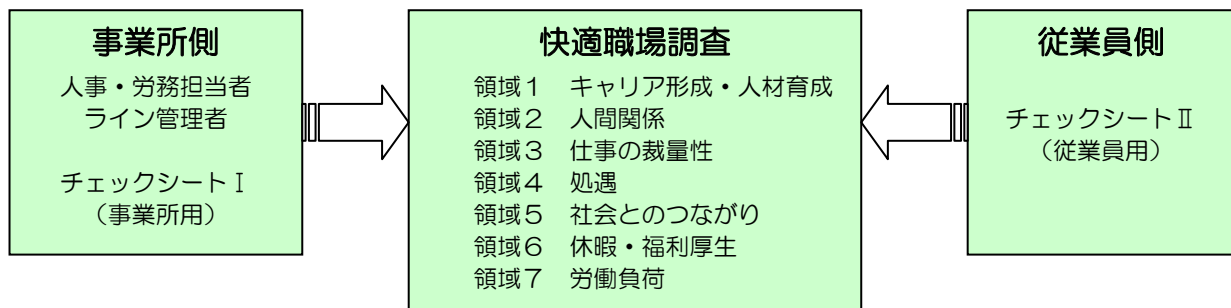 事業所側
人事・労務担当者
ライン管理者
チェックシートⅠ
（事業所用）
快適職場調査
領域１　キャリア形成・人材育成
領域２　人間関係
領域３　仕事の裁量性
領域４　処遇
領域５　社会とのつながり
領域６　休暇・福利厚生
領域７　労働負荷
従業員側
チェックシートⅡ
（従業員用）